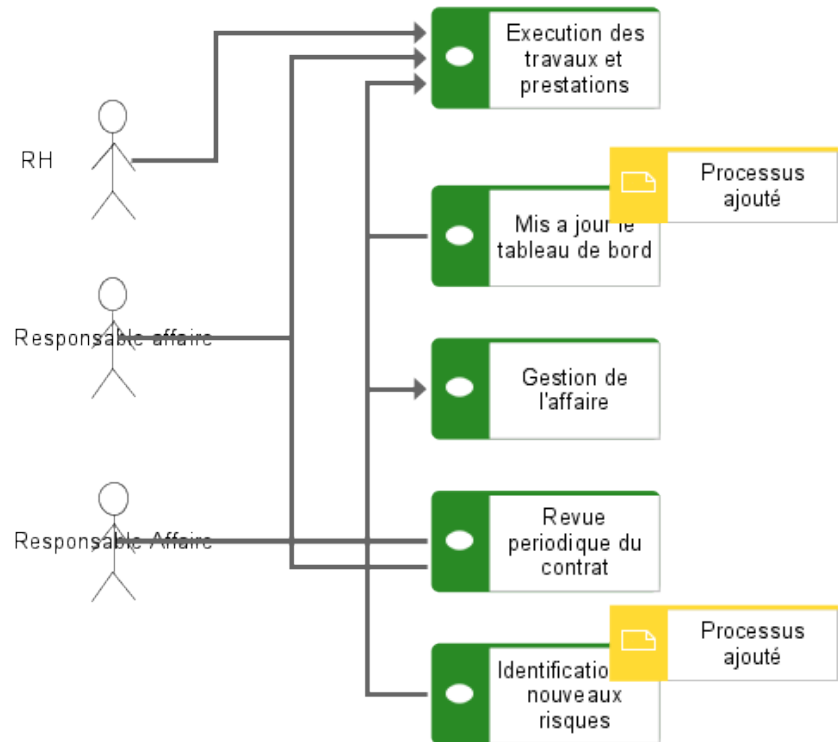 Execution des
travaux et
prestations
RH
Processus
ajouté
Mis a jour le
tableau de bord
Responsable affaire
Gestion de
l'affaire
Responsable Affaire
Revue
periodique du
contrat
Processus
ajouté
Identification
nouveaux
risques